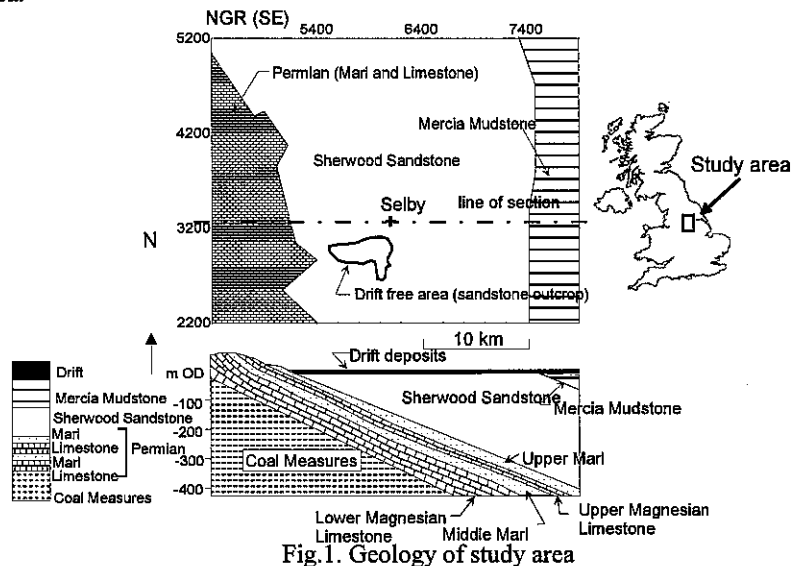 NGR (SE)
5400 6400 7400
5200
Permian (Marl and Limestone)
4200
Mercia Mudstone
Sherwood Sandstone
Study area
Selby
line of section
N
3200
Drift free area (sandstone outcrop)
2200
10 km
Drift deposits
m OD
-100
-200
-300
-400
Sherwood Sandstone
Mercia Mudstone
Coal Measures
Upper Marl
Lower Magnesian
Limestone
Middle Marl
Upper Magnesian
Limestone
Drift
Mercia Mudstone
Sherwood Sandstone
Marl
Limestone
Marl
Limestone
Permian
Coal Measures
Fig.1. Geology of study area